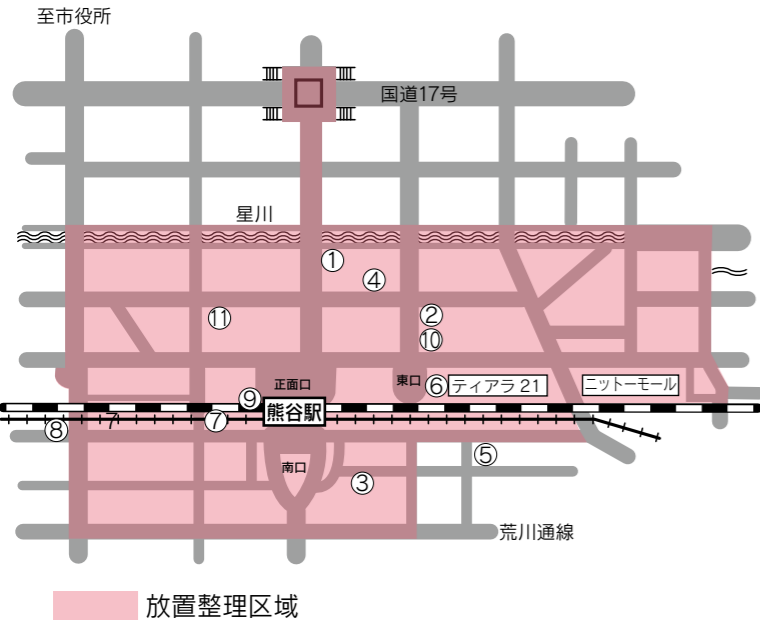 至市役所
国道17号
星川
①
④
②
⑪
⑩
正面口
東口
⑥
ティアラ 21
ニットーモール
⑨
熊谷駅
7
⑦
⑧
⑤
南口
③
荒川通線
放置整理区域